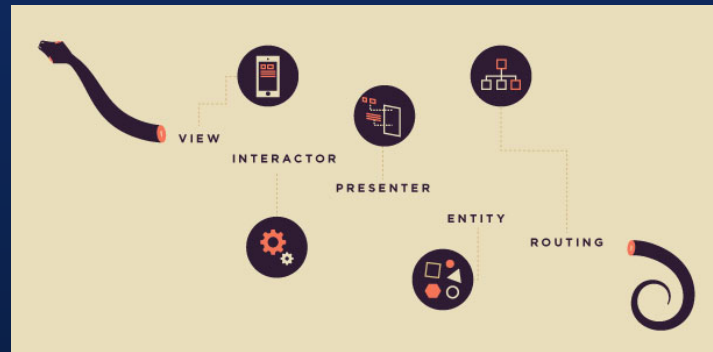 VIEW
INTERACTOR
PRESENTER
ENTITY
ROUTING